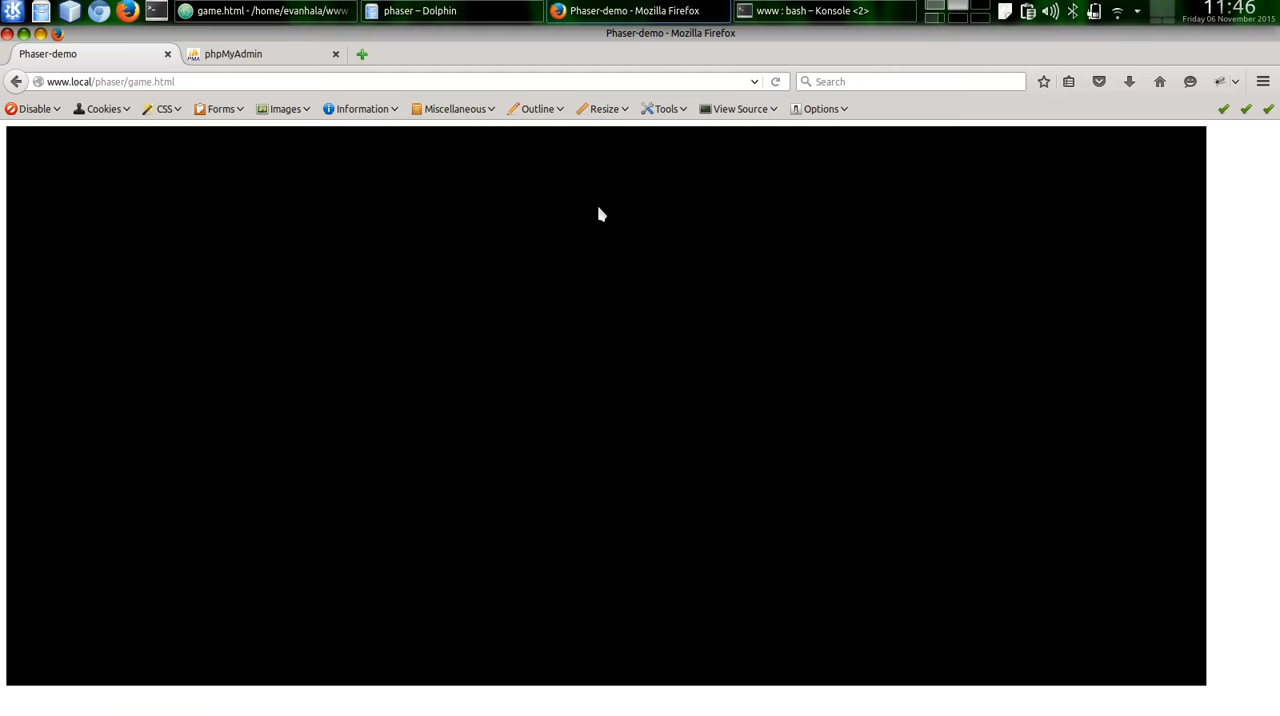 game.html - /home/evanhala/www
phaser – Dolphin
Phaser-demo - Mozilla Firefox
www : bash – Konsole <2>
11:46
Friday 06 November 2015
Phaser-demo - Mozilla Firefox
Phaser-demo
phpMyAdmin
www.local/phaser/game.html
Search
Disable
Cookies
CSS
Forms
Images
Information
Miscellaneous
Outline
Resize
Tools
View Source
Options